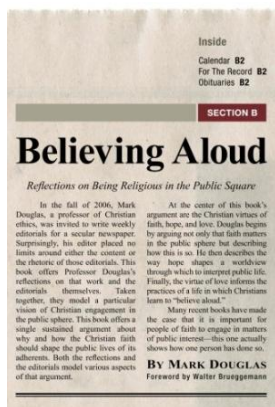 Inside
Calendar B2
For The Record B2
Obituaries B2
SECTION B
Believing Aloud
Reflections on Being Religious in the Public Square
In the fall of 2006, Mark
Douglas, a professor of Christian
ethics, was invited to write weekly
editorials for a secular newspaper.
Surprisingly, his editor placed no
limits around either the content or
the rhetoric of those editorials. This
book offers Professor Douglas's
reflections on that work and the
editorials themselves. Taken
together, they model a particular
vision of Christian engagement in
the public sphere. This book offers a
single sustained argument about
why and how the Christian faith
should shape the public lives of its
adherents. Both the reflections and
the editorials model various aspects
of that argument.
At the center of this book's
argument are the Christian virtues of
faith, hope, and love. Douglas begins
by arguing not only that faith matters
in the public sphere but describing
how this is so. He then describes the
way hope shapes a worldview
through which to interpret public life.
Finally, the virtue of love informs the
practices of a life in which Christians
learn to "believe aloud."
Many recent books have made
the case that it is important for
people of faith to engage in matters
of public interest—this one actually
shows how one person has done so.
BY MARK DOUGLAS
Foreword by Walter Brueggemann